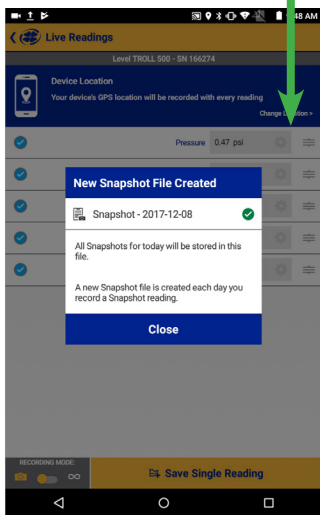 48 AM
Live Readings
Level TROLL 500 - SN 166274
Device Location
Your device's GPS location will be recorded with every reading
Change
Pressure 0.47 psi
New Snapshot File Created
Snapshot - 2017-12-08
All Snapshots for today will be stored in this
file.
A new Snapshot file is created each day you
record a Snapshot reading.
Close
RECORDING MODE:
Save Single Reading